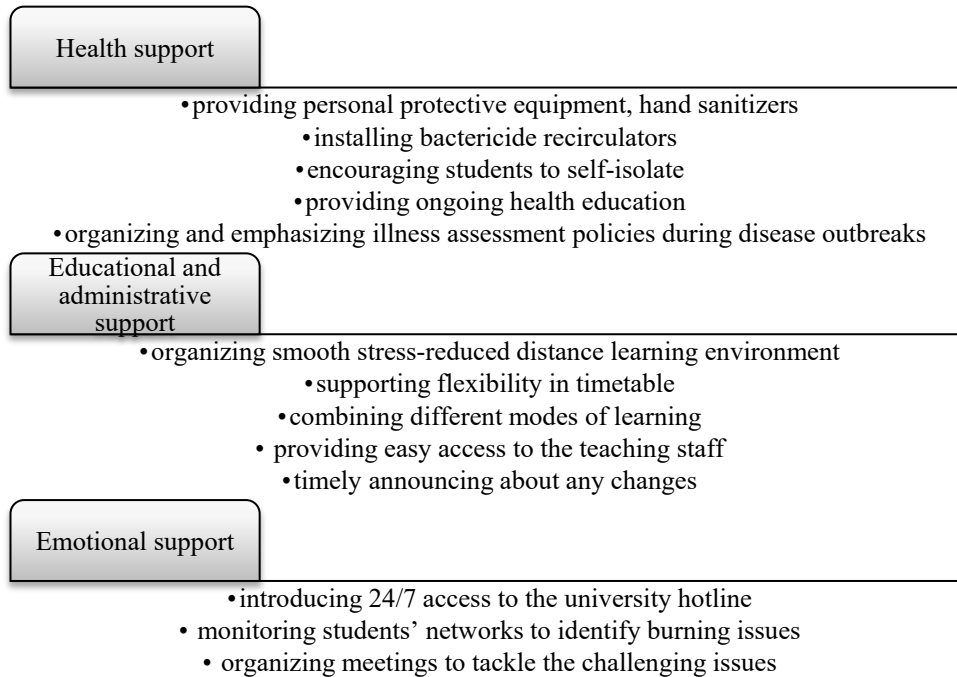 Health support
•providing personal protective equipment, hand sanitizers
•installing bactericide recirculators
•encouraging students to self-isolate
•providing ongoing health education
•organizing and emphasizing illness assessment policies during disease outbreaks
Educational and
administrative
support
•organizing smooth stress-reduced distance learning environment
•supporting flexibility in timetable
•combining different modes of learning
• providing easy access to the teaching staff
•timely announcing about any changes
Emotional support
•introducing 24/7 access to the university hotline
• monitoring students’ networks to identify burning issues
• organizing meetings to tackle the challenging issues